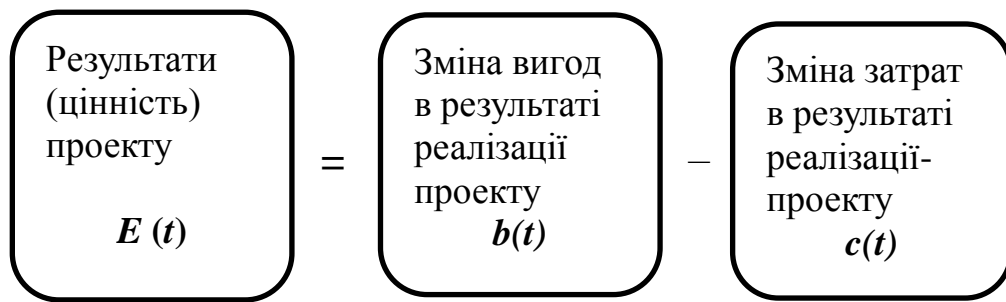 Результати
(цінність)
проекту
E (t)
=
Зміна вигод
в результаті
реалізації
проекту
b(t)
–
Зміна затрат
в результаті
реалізації-
проекту
c(t)